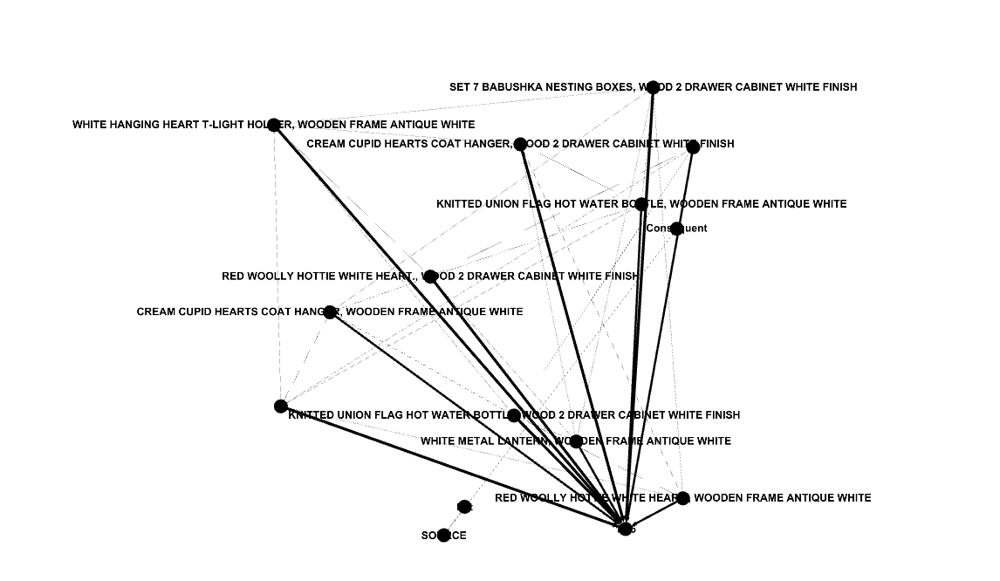 SET 7 BABUSHKA NESTING BOXES, WOOD 2 DRAWER CABINET WHITE FINISH
WHITE HANGING HEART T-LIGHT HOLDER, WOODEN FRAME ANTIQUE WHITE
CREAM CUPID HEARTS COAT HANGER, WOOD 2 DRAWER CABINET WHITE FINISH
KNITTED UNION FLAG HOT WATER BOTTLE, WOODEN FRAME ANTIQUE WHITE
Consequent
RED WOOLLY HOTTIE WHITE HEART., WOOD 2 DRAWER CABINET WHITE FINISH
CREAM CUPID HEARTS COAT HANGER, WOODEN FRAME ANTIQUE WHITE
KNITTED UNION FLAG HOT WATER BOTTLE, WOOD 2 DRAWER CABINET WHITE FINISH
WHITE METAL LANTERN, WOODEN FRAME ANTIQUE WHITE
RED WOOLLY HOTTIE WHITE HEART., WOODEN FRAME ANTIQUE WHITE
SOURCE